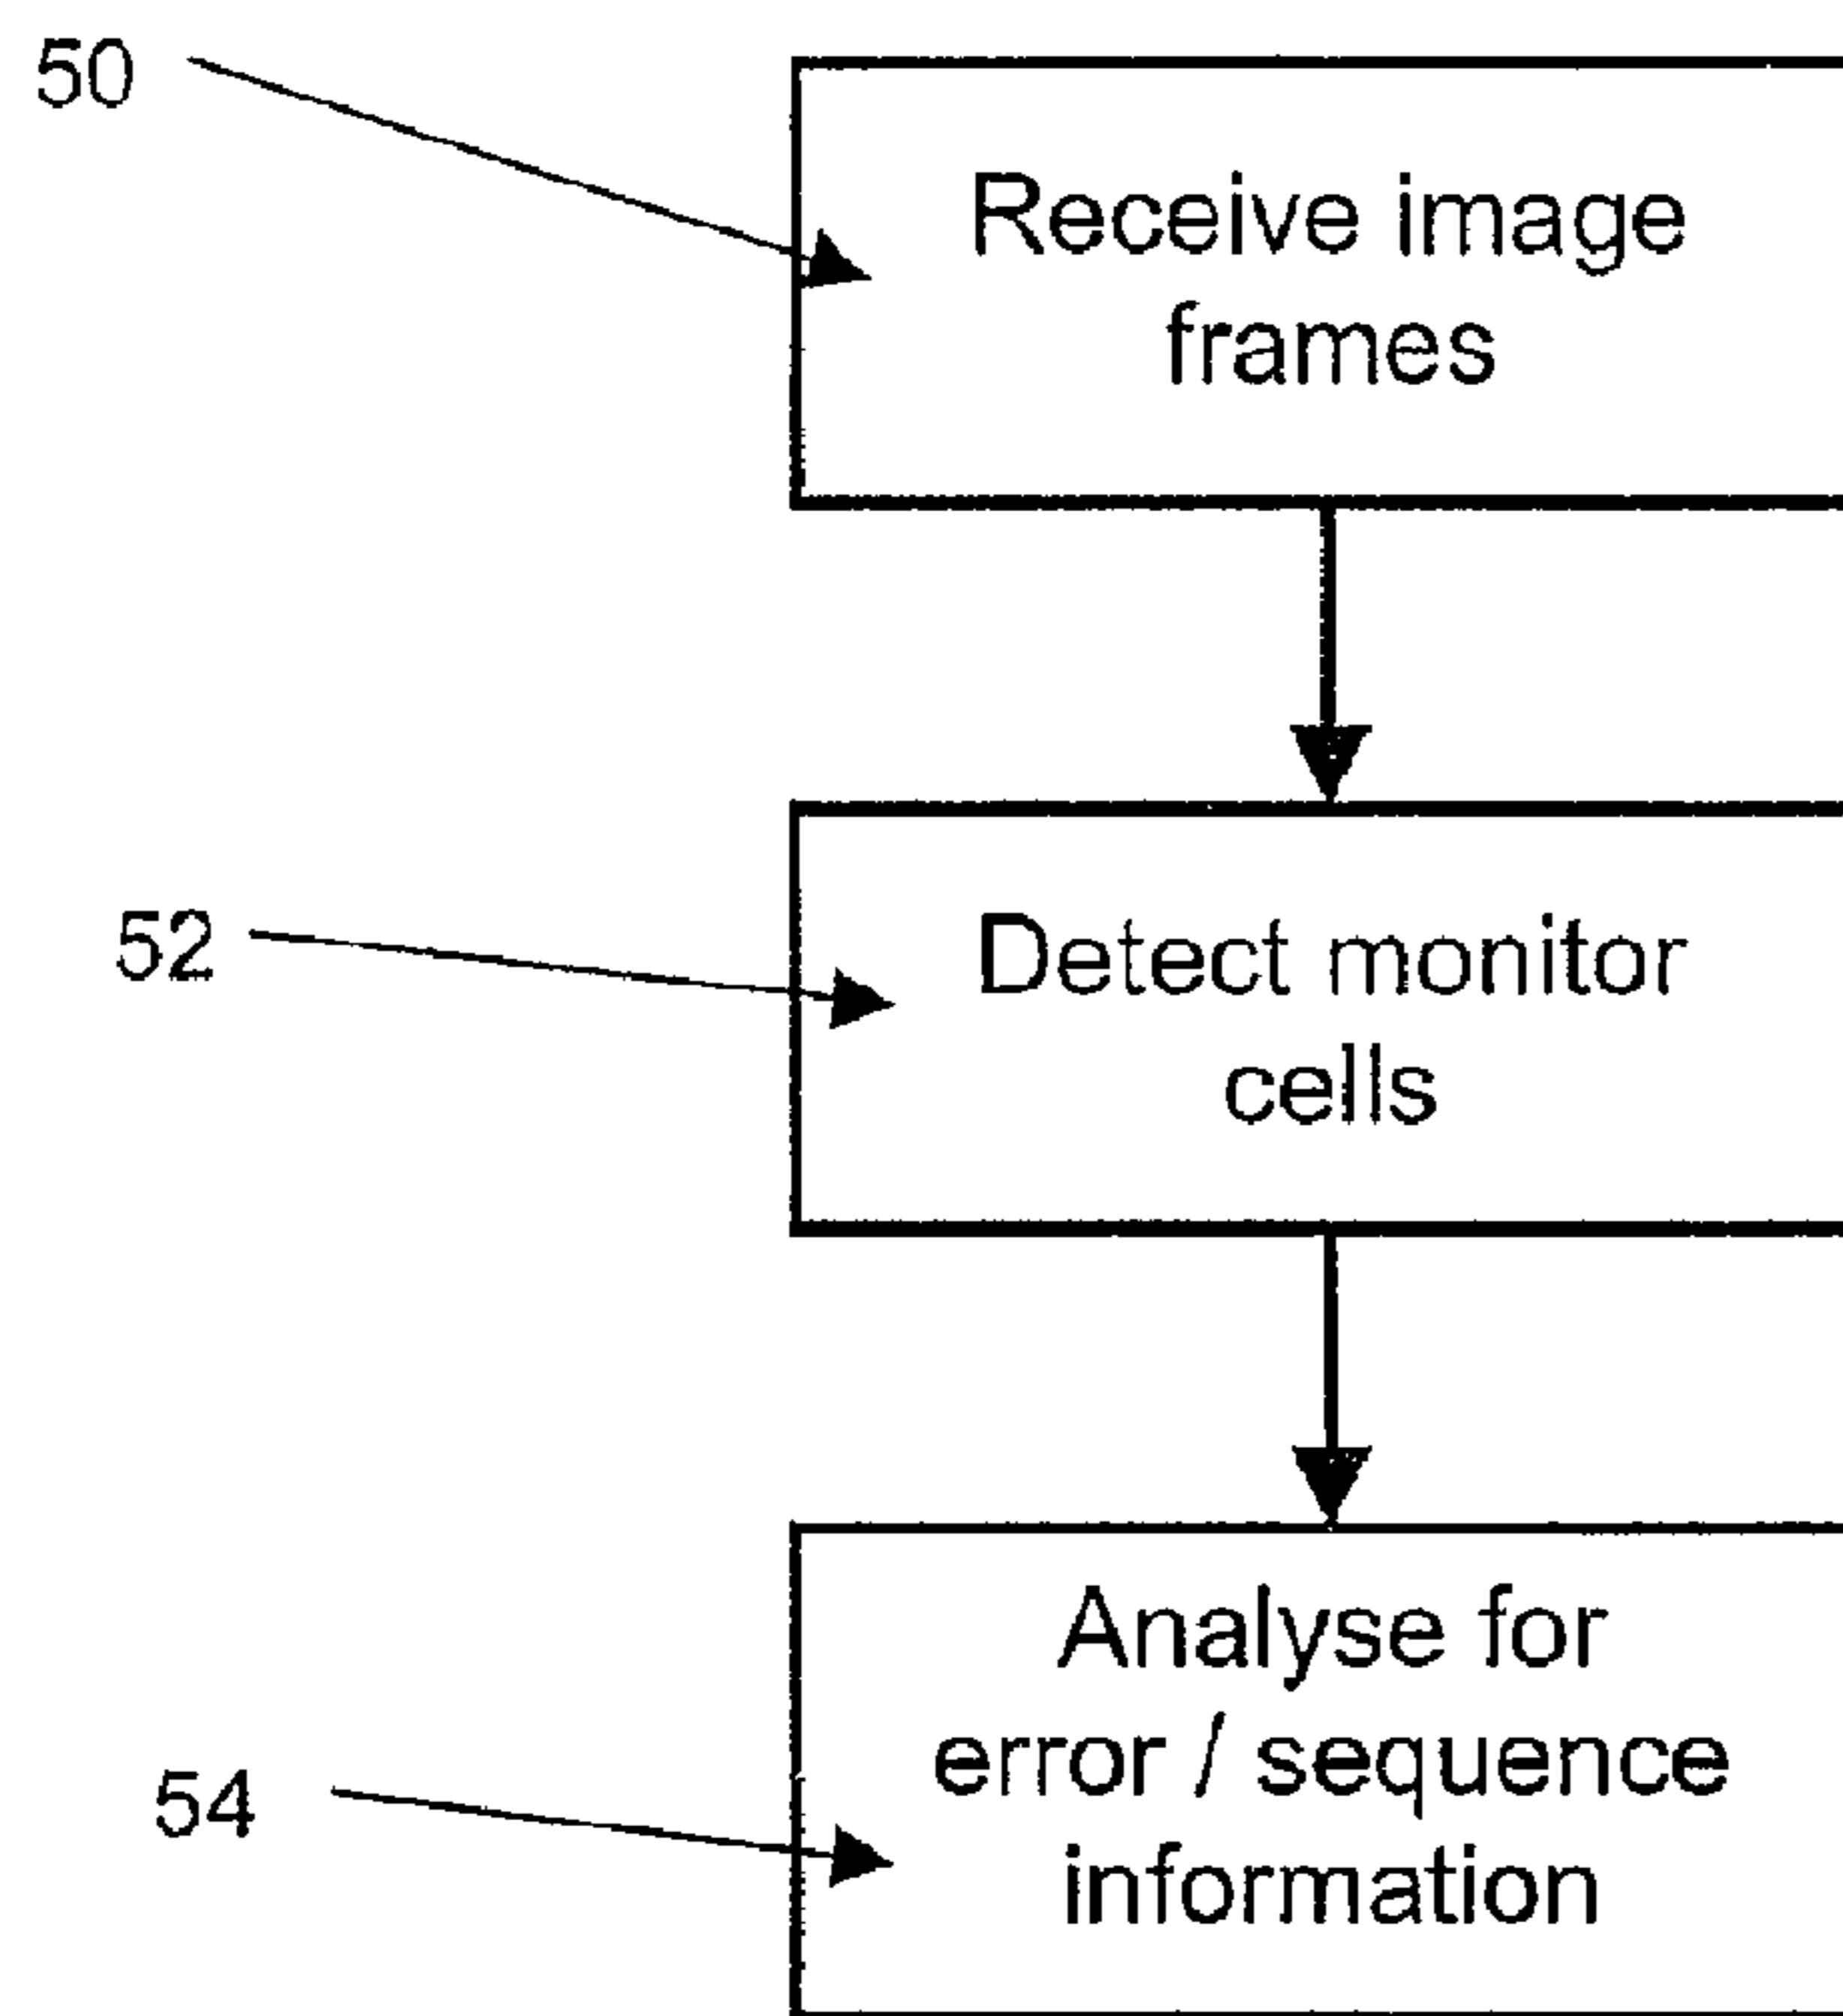 50
Receive image
frames
52
Detect monitor
cells
Analyse for
error / sequence
54
information